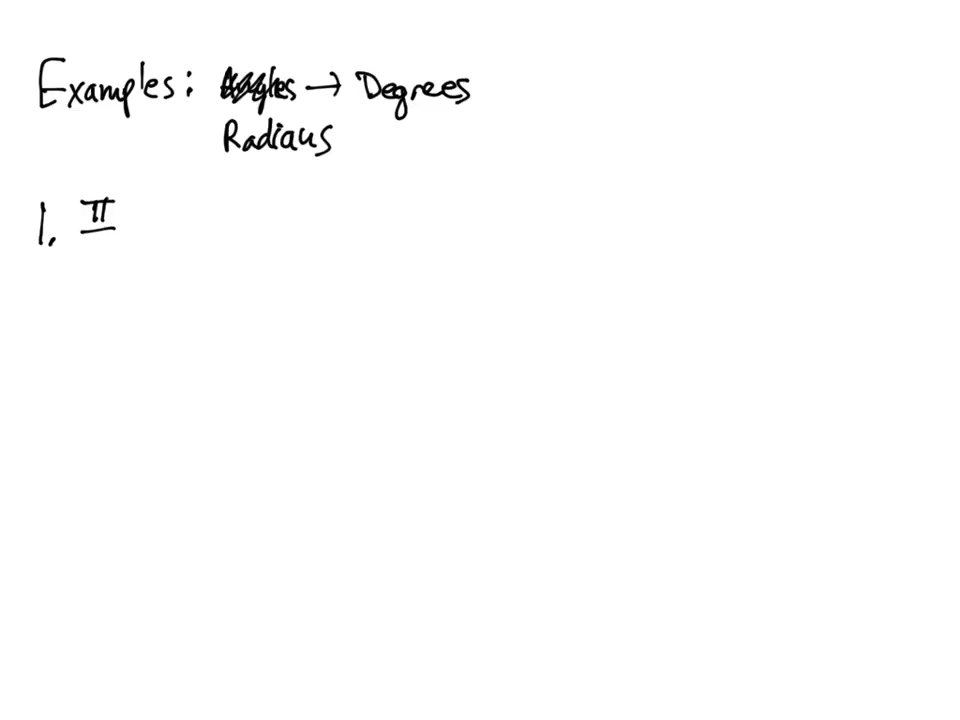 Examples: → Degrees
Radians
1. π